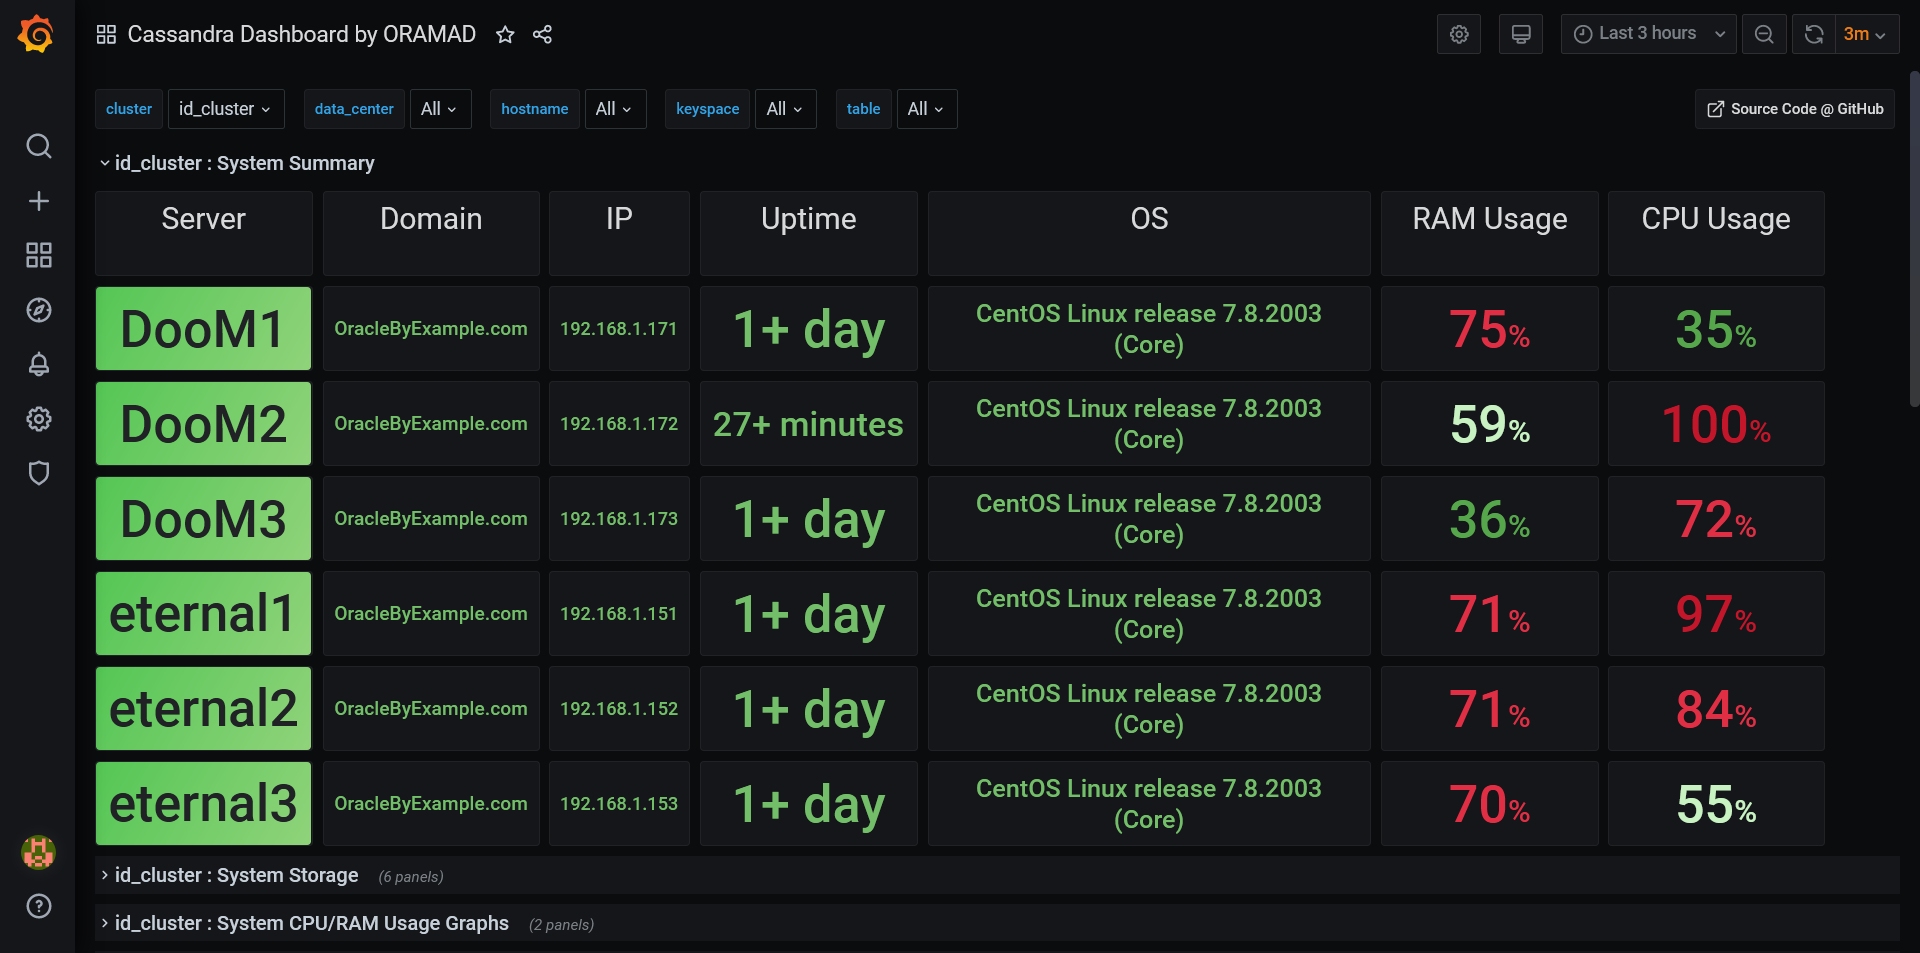 Cassandra Dashboard by ORAMAD
Last 3 hours
3m
cluster id_cluster data_center All hostname All keyspace All table All Source Code @ GitHub
id_cluster : System Summary
Server Domain IP Uptime OS RAM Usage CPU Usage
DooM1 OracleByExample.com 192.168.1.171 1+ day CentOS Linux release 7.8.2003 (Core) 75% 35%
DooM2 OracleByExample.com 192.168.1.172 27+ minutes CentOS Linux release 7.8.2003 (Core) 59% 100%
DooM3 OracleByExample.com 192.168.1.173 1+ day CentOS Linux release 7.8.2003 (Core) 36% 72%
eternal1 OracleByExample.com 192.168.1.151 1+ day CentOS Linux release 7.8.2003 (Core) 71% 97%
eternal2 OracleByExample.com 192.168.1.152 1+ day CentOS Linux release 7.8.2003 (Core) 71% 84%
eternal3 OracleByExample.com 192.168.1.153 1+ day CentOS Linux release 7.8.2003 (Core) 70% 55%
id_cluster : System Storage (6 panels)
id_cluster : System CPU/RAM Usage Graphs (2 panels)